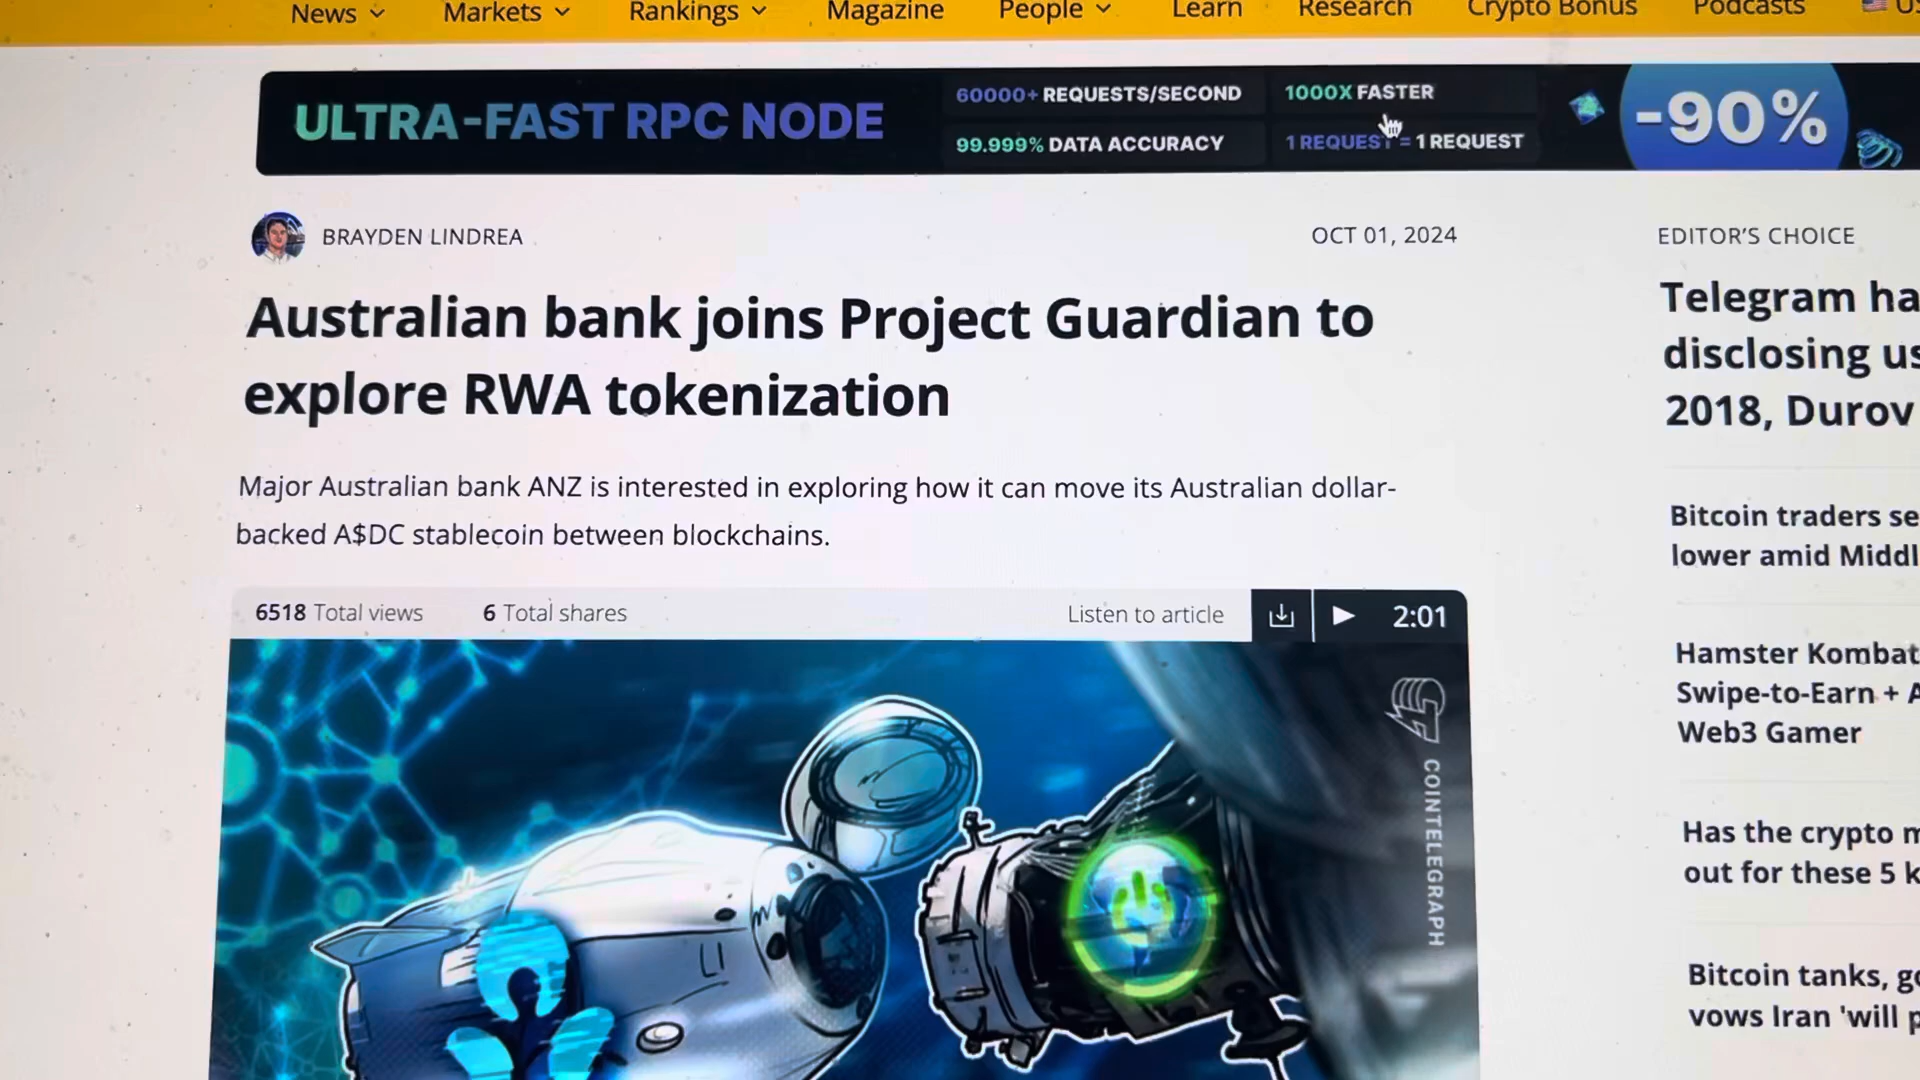 News
Markets
Rankings
Magazine
People
Learn
Research
Crypto Bonus
Podcasts
ULTRA-FAST RPC NODE
60000+ REQUESTS/SECOND
99.999% DATA ACCURACY
1000X FASTER
1 REQUEST = 1 REQUEST
-90%
BRAYDEN LINDREA
OCT 01, 2024
Australian bank joins Project Guardian to
explore RWA tokenization
Major Australian bank ANZ is interested in exploring how it can move its Australian dollar-
backed A$DC stablecoin between blockchains.
6518 Total views
6 Total shares
Listen to article
2:01
COINTELEGRAPH
EDITOR'S CHOICE
Telegram ha
disclosing us
2018, Durov
Bitcoin traders se
lower amid Middl
Hamster Kombat
Swipe-to-Earn + A
Web3 Gamer
Has the crypto m
out for these 5 k
Bitcoin tanks, go
vows Iran 'will p